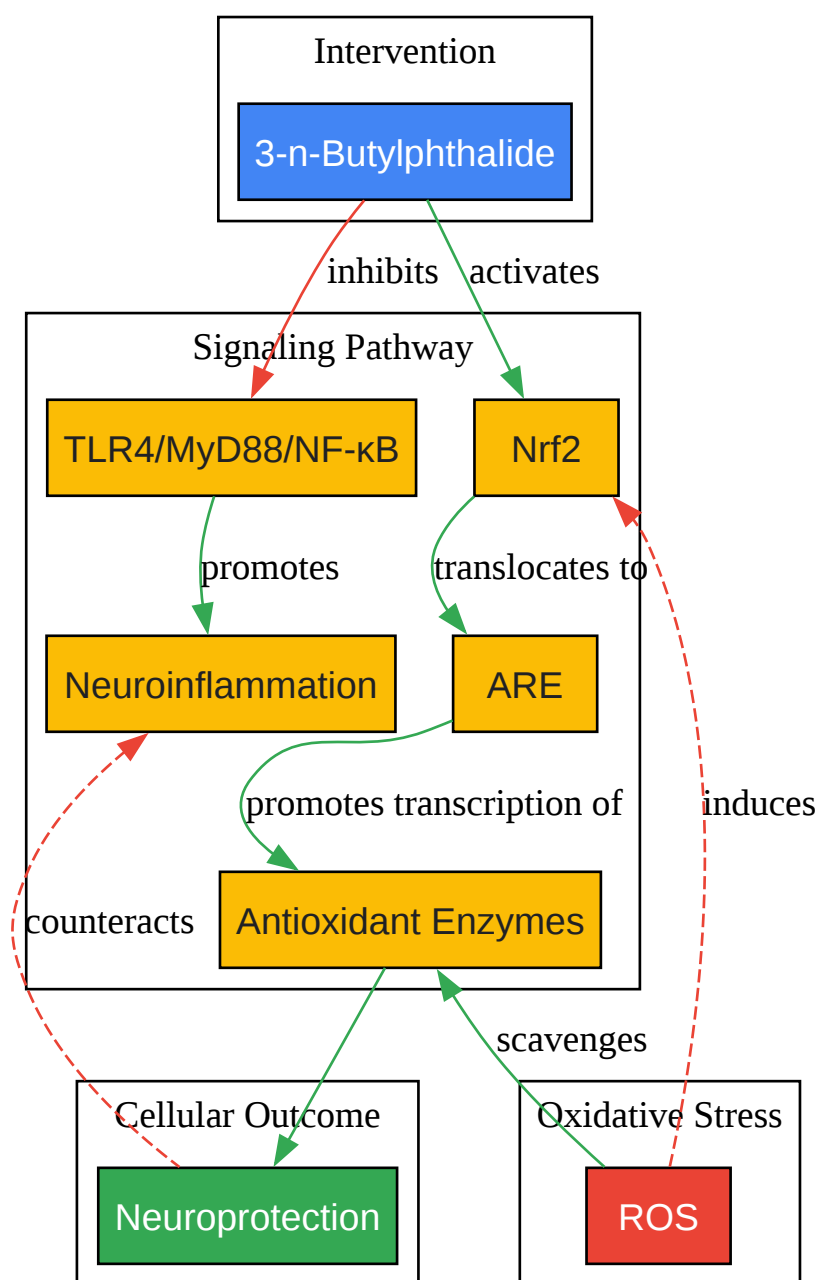 Intervention
3-n-Butylphthalide
inhibits
activates
Signaling Pathway
TLR4/MyD88/NF-κB
Nrf2
promotes
translocates to
Neuroinflammation
ARE
promotes transcription of
induces
Antioxidant Enzymes
counteracts
scavenges
Cellular Outcome
Oxidative Stress
Neuroprotection
ROS